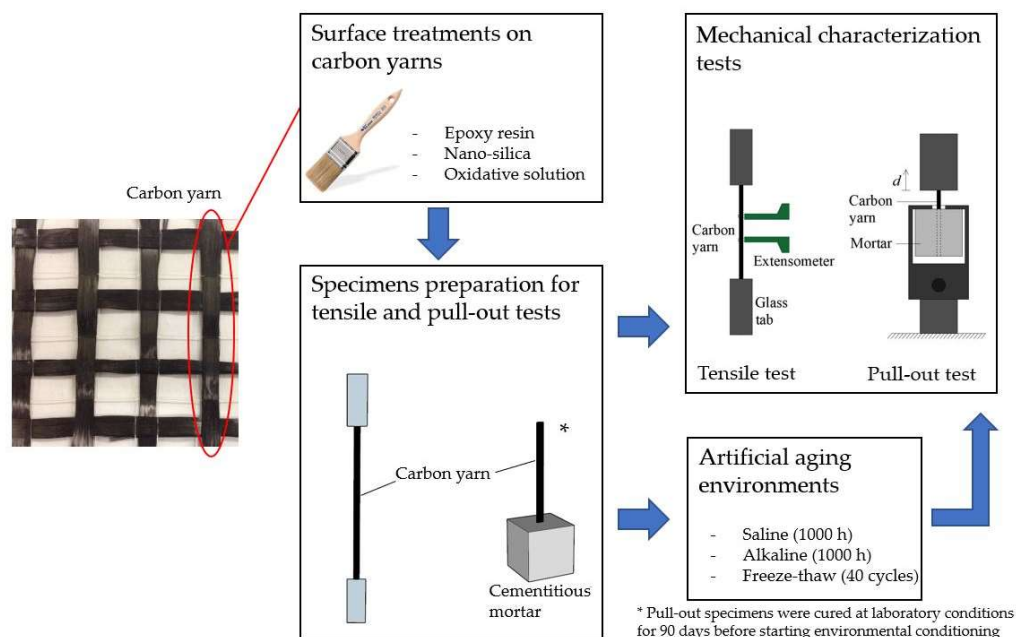 Carbon yarn
Surface treatments on
carbon yarns
- Epoxy resin
- Nano-silica
- Oxidative solution
Specimens preparation for
tensile and pull-out tests
Carbon yarn
*
Cementitious
mortar
Mechanical characterization
tests
Carbon
yarn
Extensometer
Glass
tab
Tensile test
d
Carbon
yarn
Mortar
Pull-out test
Artificial aging
environments
- Saline (1000 h)
- Alkaline (1000 h)
- Freeze-thaw (40 cycles)
* Pull-out specimens were cured at laboratory conditions
for 90 days before starting environmental conditioning